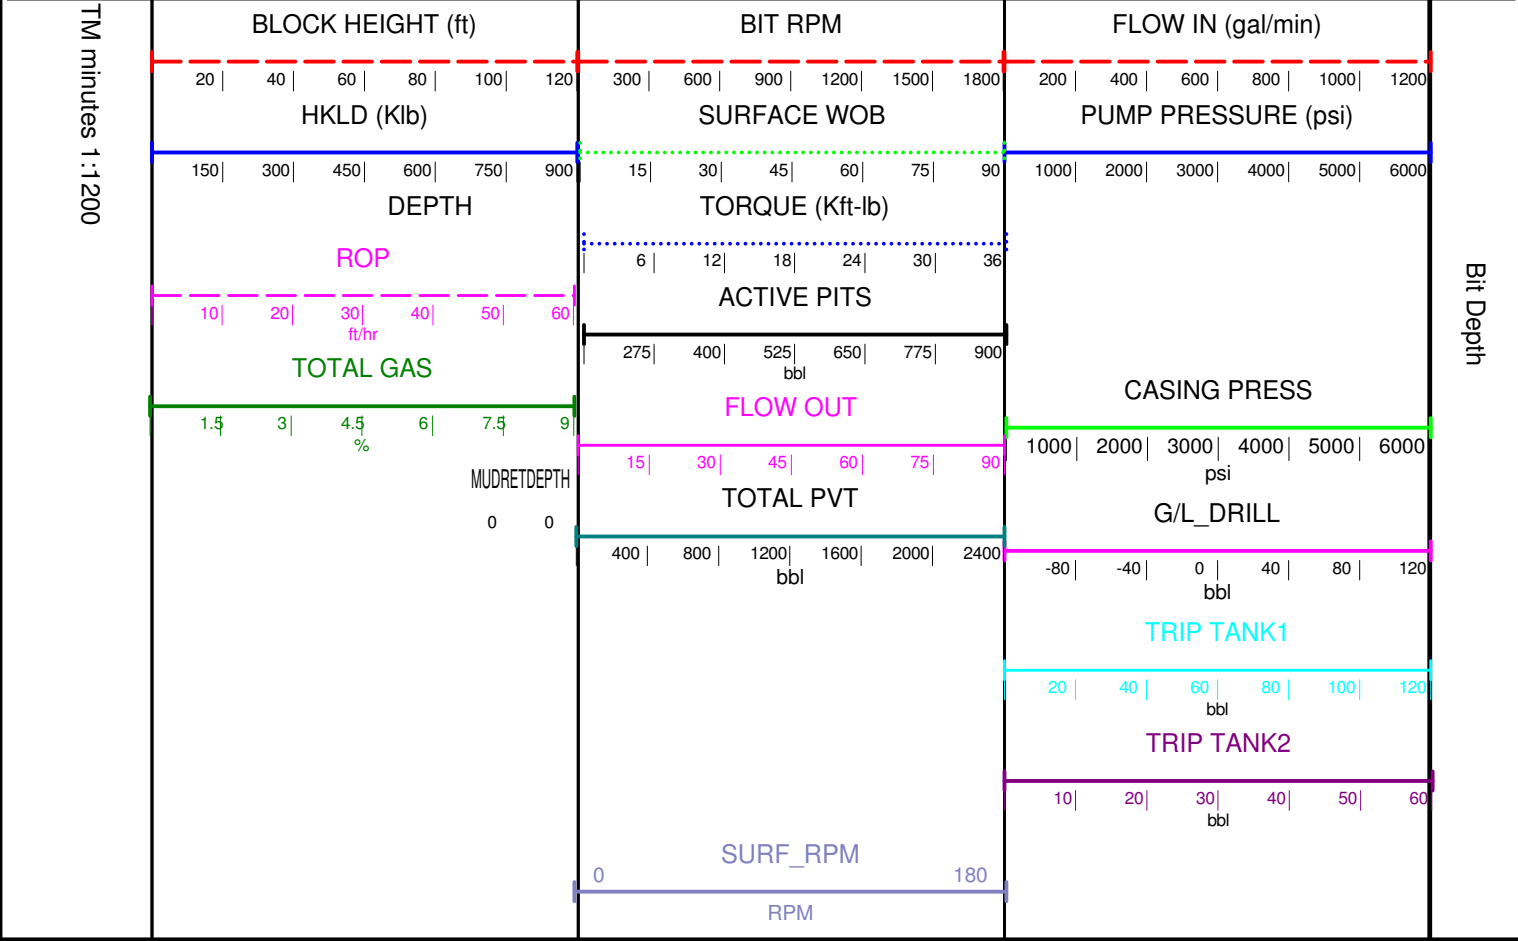 TM minutes 1:1200
BLOCK HEIGHT (ft)
20 40 60 80 100 120
HKLD (Klb)
150 300 450 600 750 900
DEPTH
ROP
10 20 30 40 50 60
ft/hr
TOTAL GAS
1.5 3 4.5 6 7.5 9
%
MUDRETDEPTH
0 0
BIT RPM
300 600 900 1200 1500 1800
SURFACE WOB
15 30 45 60 75 90
TORQUE (Kft-lb)
6 12 18 24 30 36
ACTIVE PITS
275 400 525 650 775 900
bbl
FLOW OUT
15 30 45 60 75 90
TOTAL PVT
400 800 1200 1600 2000 2400
bbl
SURF_RPM
0 180
RPM
FLOW IN (gal/min)
200 400 600 800 1000 1200
PUMP PRESSURE (psi)
1000 2000 3000 4000 5000 6000
CASING PRESS
1000 2000 3000 4000 5000 6000
psi
G/L_DRILL
-80 -40 0 40 80 120
bbl
TRIP TANK1
20 40 60 80 100 120
bbl
TRIP TANK2
10 20 30 40 50 60
bbl
Bit Depth